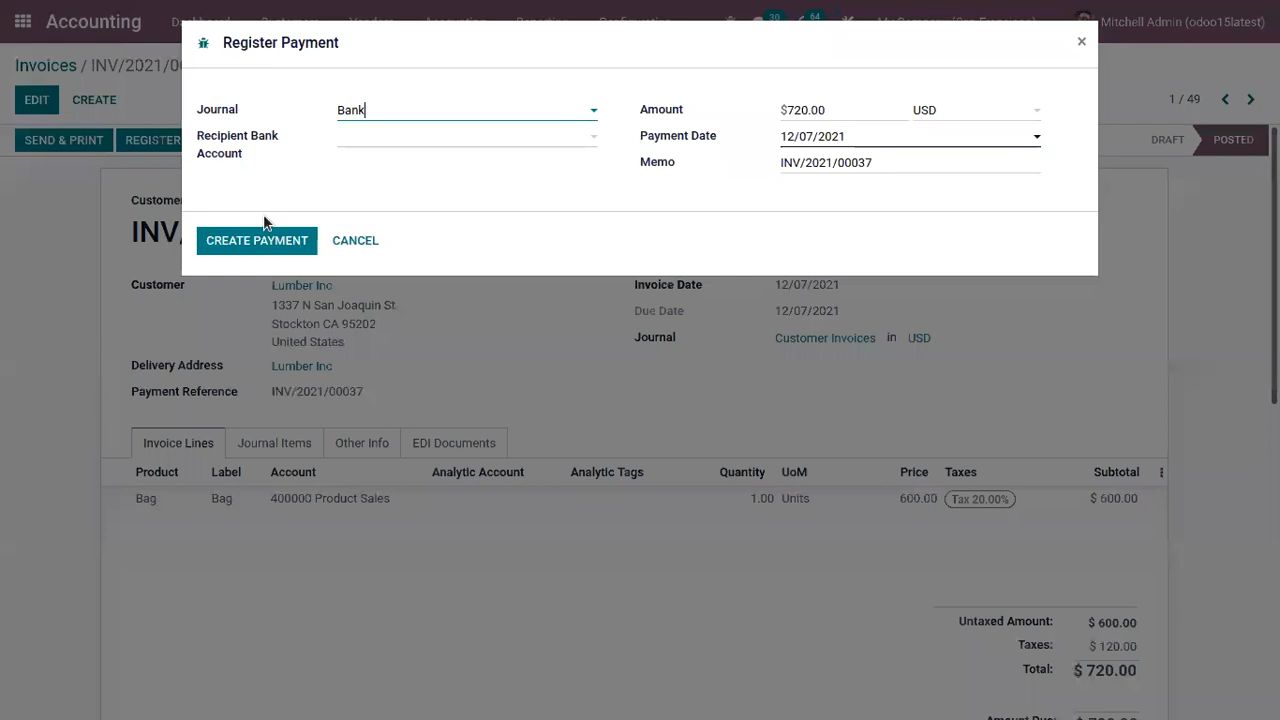 Accounting
30
64
Mitchell Admin (odoo15latest)
Register Payment
×
Invoices / INV/2021/00
EDIT
CREATE
1 / 49
SEND & PRINT
REGISTER
DRAFT
POSTED
Journal
Bank
Amount
$720.00
USD
Recipient Bank Account
Payment Date
12/07/2021
Memo
INV/2021/00037
CREATE PAYMENT
CANCEL
Custome
INV/
Customer
Lumber Inc
1337 N San Joaquin St
Stockton CA 95202
United States
Invoice Date
12/07/2021
Due Date
12/07/2021
Journal
Customer Invoices in USD
Delivery Address
Lumber Inc
Payment Reference
INV/2021/00037
Invoice Lines
Journal Items
Other Info
EDI Documents
Product Label Account Analytic Account Analytic Tags Quantity UoM Price Taxes Subtotal
Bag Bag 400000 Product Sales 1.00 Units 600.00 Tax 20.00% $ 600.00
Untaxed Amount: $ 600.00
Taxes: $ 120.00
Total: $ 720.00